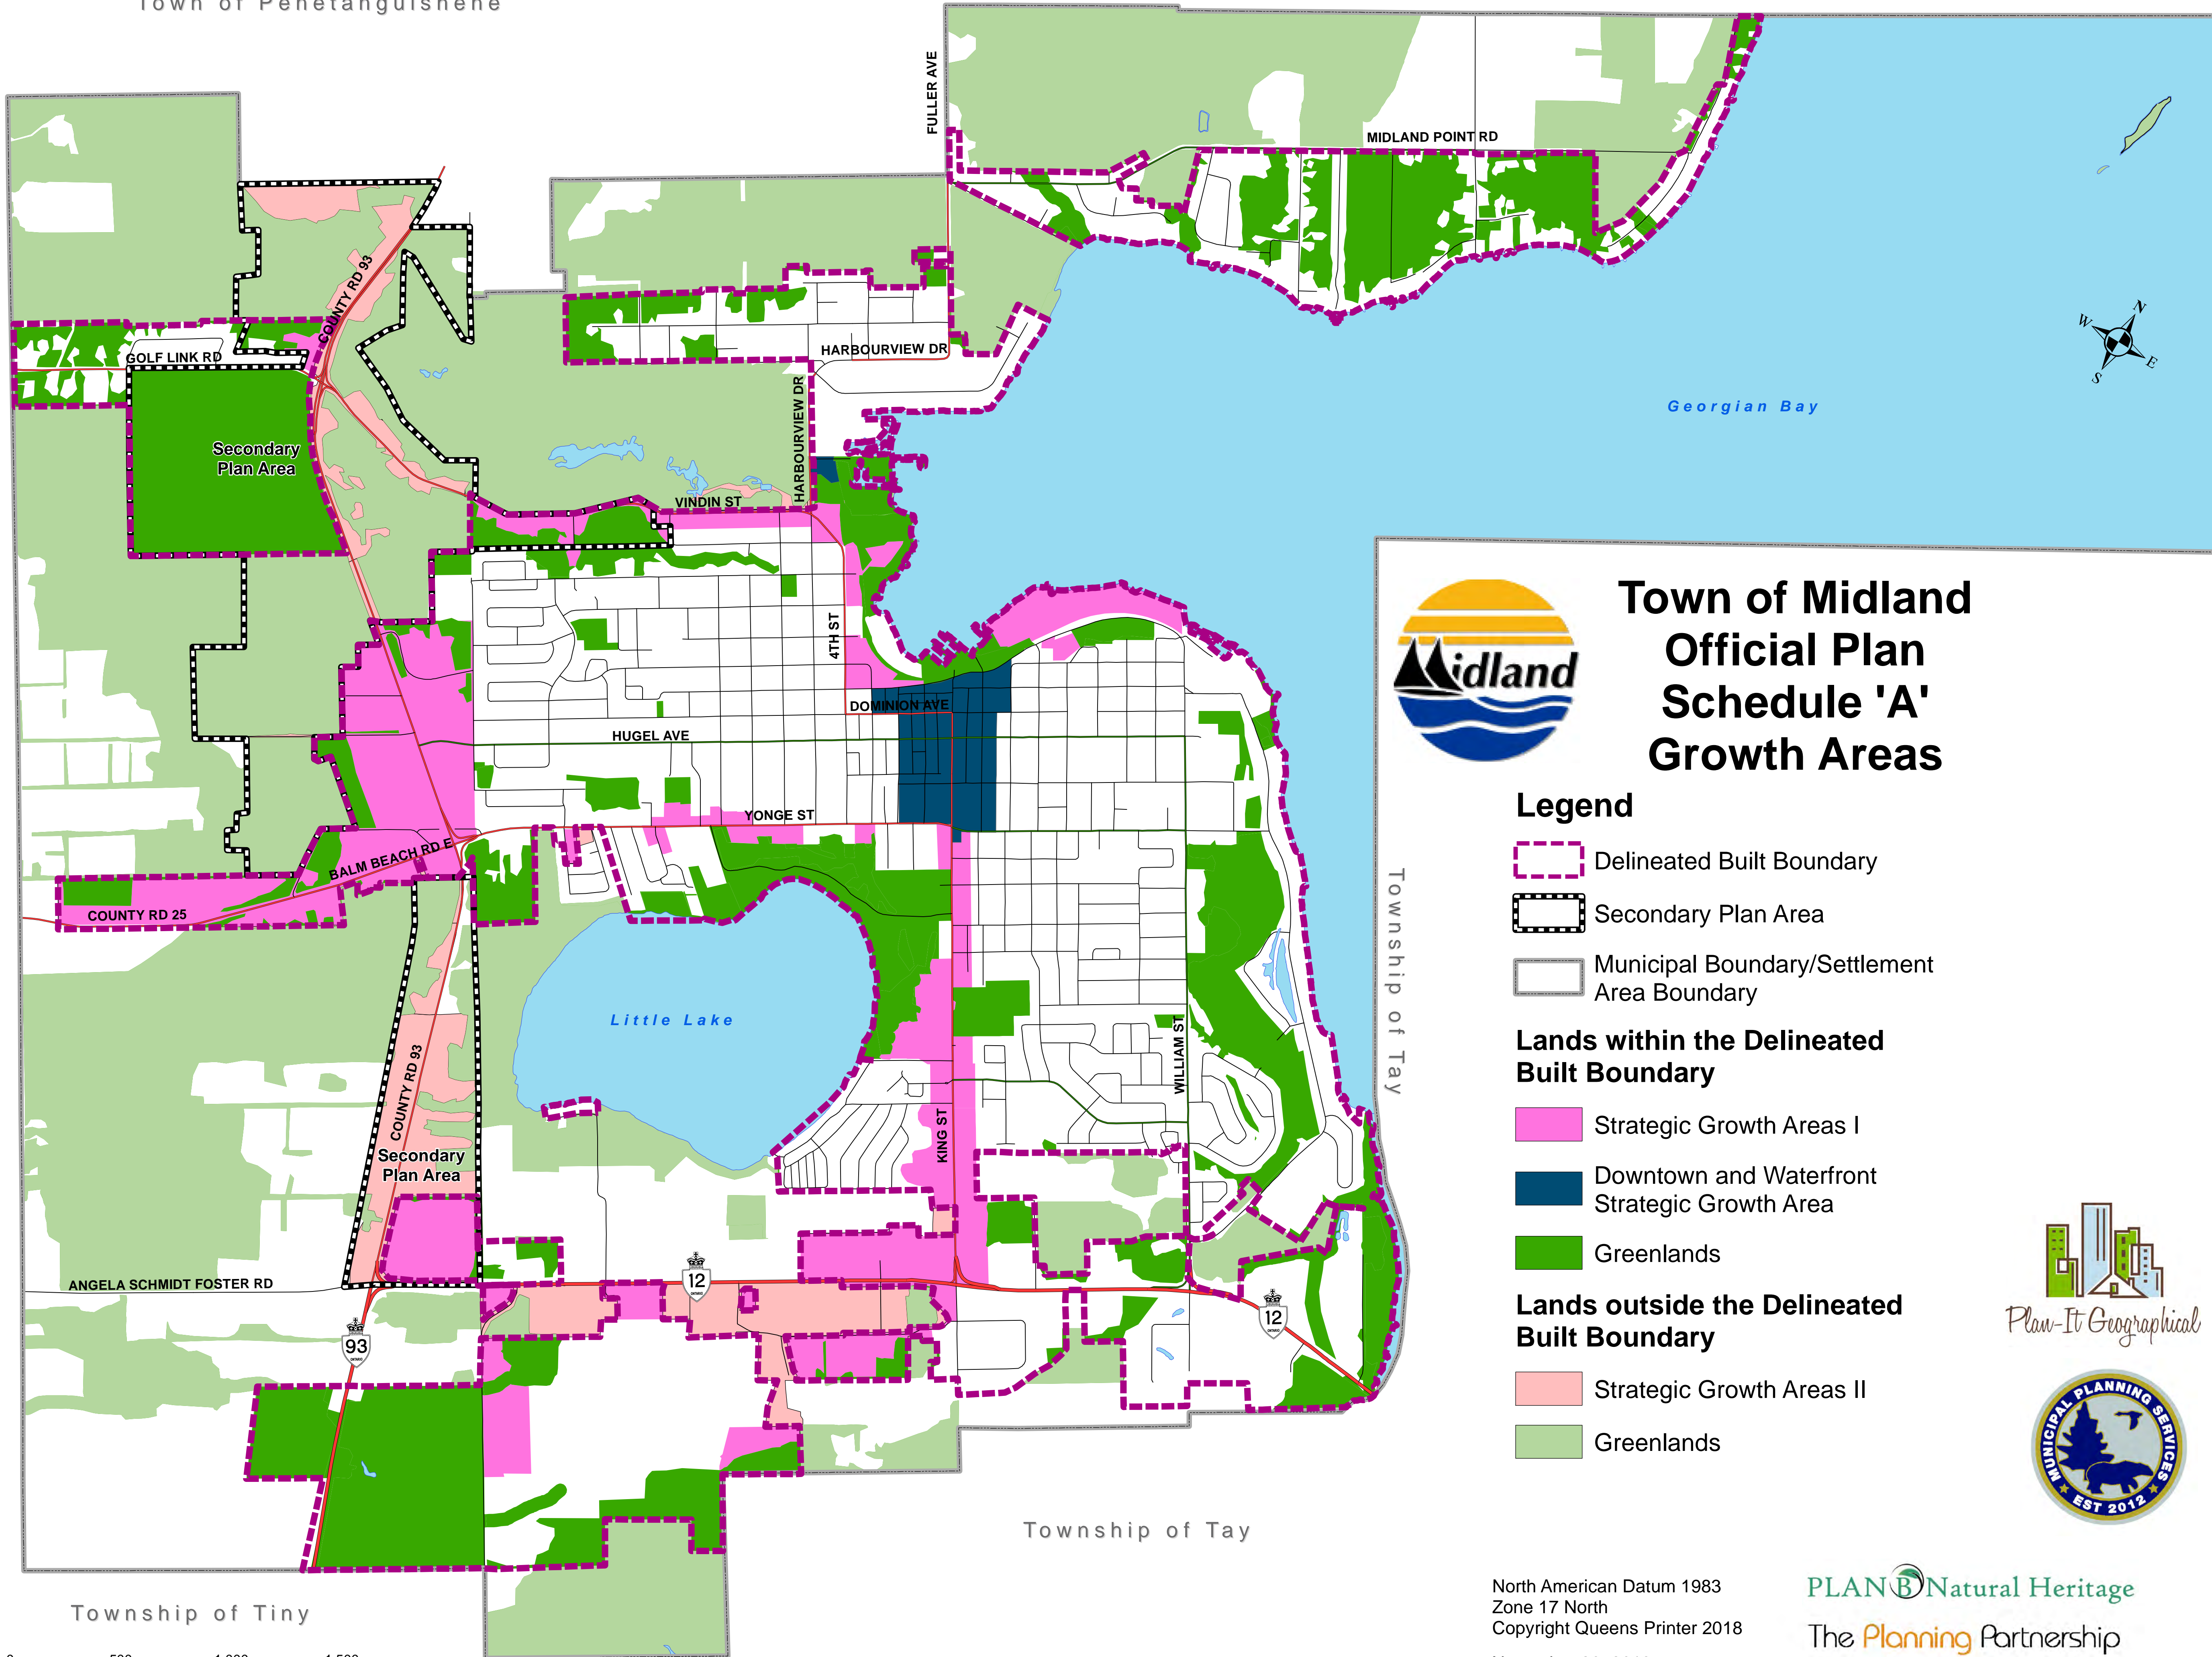 Town of Penetanguishene
FULLER AVE
MIDLAND POINT RD
COUNTY RD 93
GOLF LINK RD
HARBOURVIEW DR
HARBOURVIEW DR
Secondary
Plan Area
VINDIN ST
Georgian Bay
N
W
E
S
4TH ST
DOMINION AVE
HUGEL AVE
YONGE ST
BALM BEACH RD E
COUNTY RD 25
Little Lake
COUNTY RD 93
WILLIAM ST
KING ST
Secondary
Plan Area
ANGELA SCHMIDT FOSTER RD
12
ONTARIO
12
ONTARIO
93
ONTARIO
Township of Tay
Township of Tay
Township of Tiny
Midland
Town of Midland
Official Plan
Schedule 'A'
Growth Areas
Legend
Delineated Built Boundary
Secondary Plan Area
Municipal Boundary/Settlement
Area Boundary
Lands within the Delineated
Built Boundary
Strategic Growth Areas I
Downtown and Waterfront
Strategic Growth Area
Greenlands
Lands outside the Delineated
Built Boundary
Strategic Growth Areas II
Greenlands
Plan-It Geographical
MUNICIPAL PLANNING SERVICES
EST 2012
North American Datum 1983
Zone 17 North
Copyright Queens Printer 2018
PLAN B Natural Heritage
The Planning Partnership